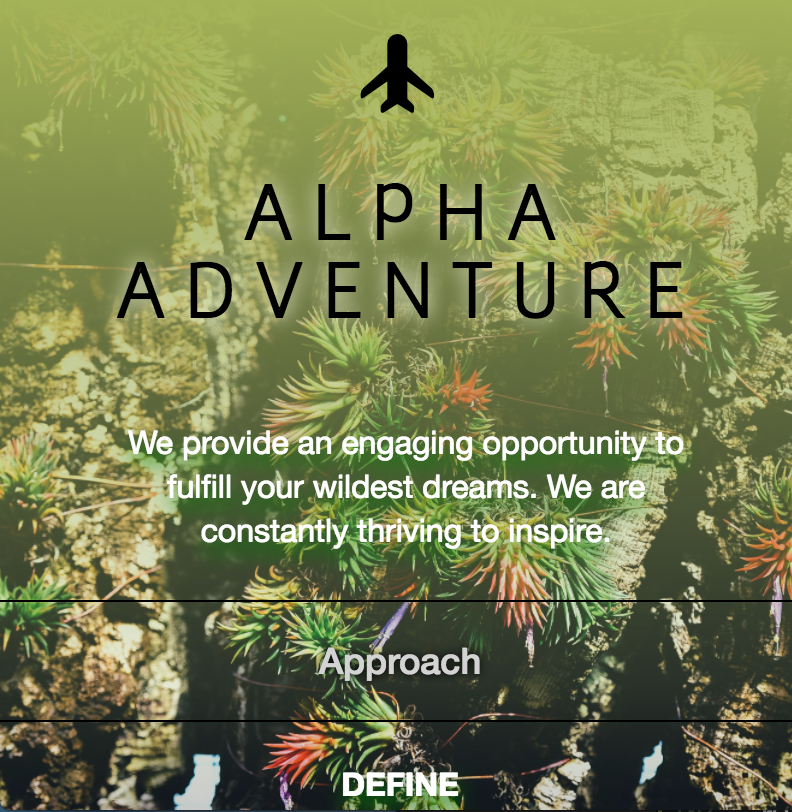 ALPHA
ADVENTURE
We provide an engaging opportunity to
fulfill your wildest dreams. We are
constantly thriving to inspire.
Approach
DEFINE